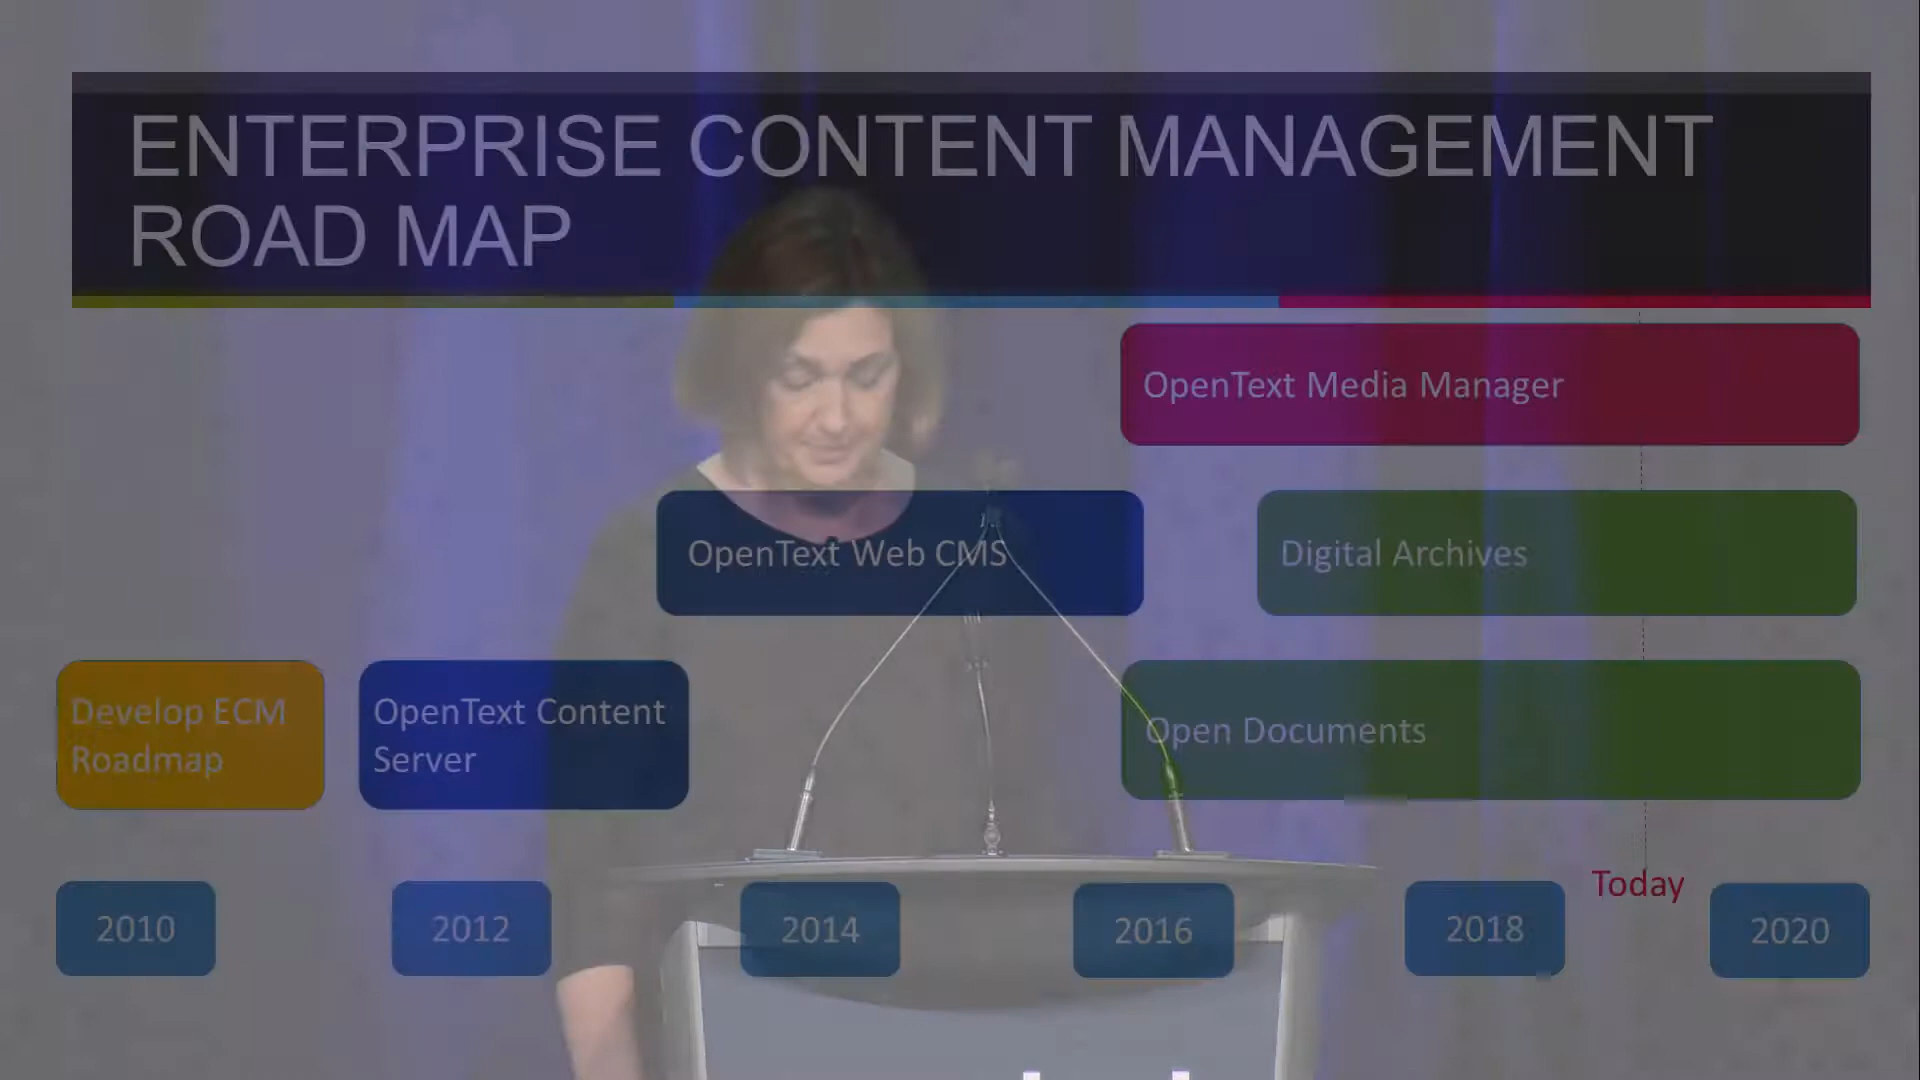 ENTERPRISE CONTENT MANAGEMENT
ROAD MAP
OpenText Media Manager
OpenText Web CMS
Digital Archives
Develop ECM
Roadmap
OpenText Content
Server
Open Documents
Today
2010
2012
2014
2016
2018
2020